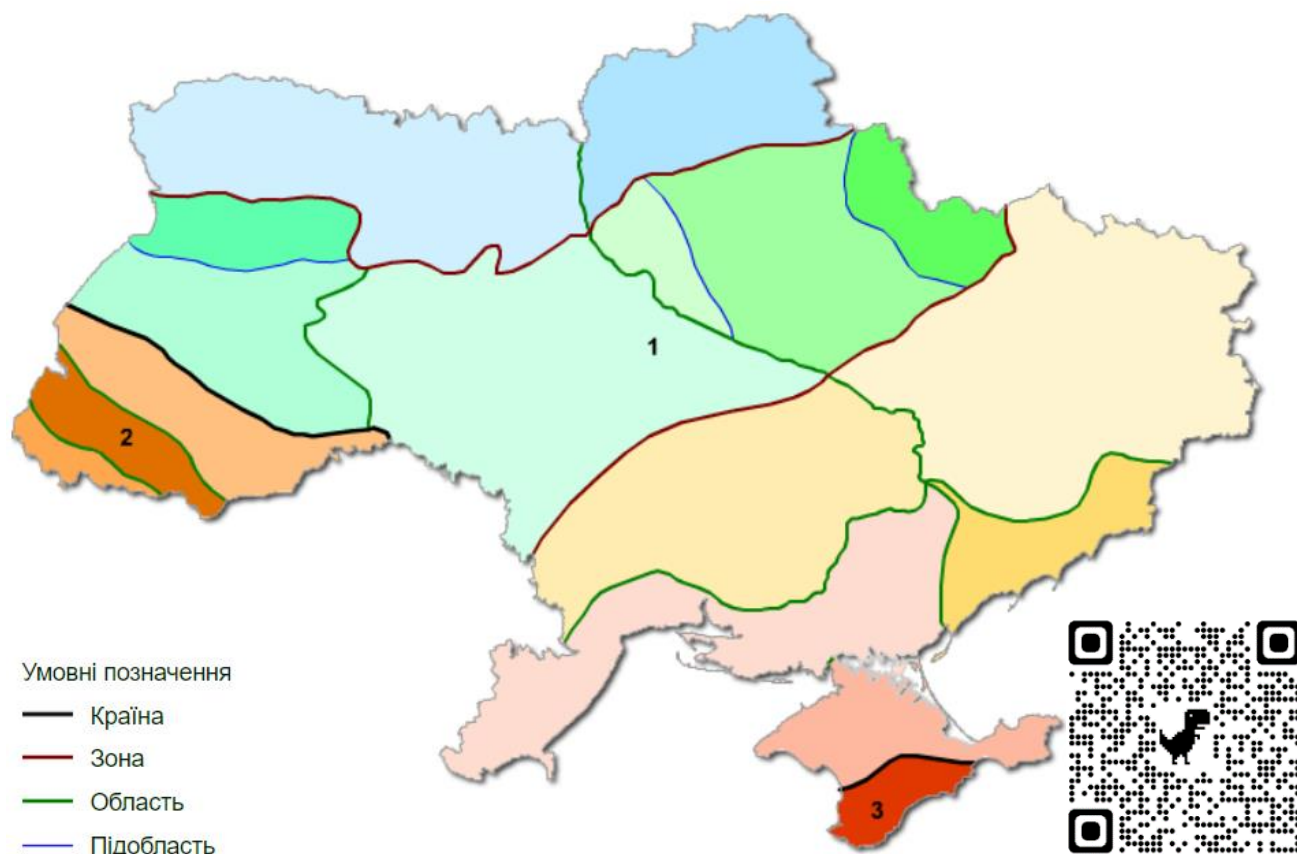 1
2
3
Умовні позначення
Країна
Зона
Область
Підобласть